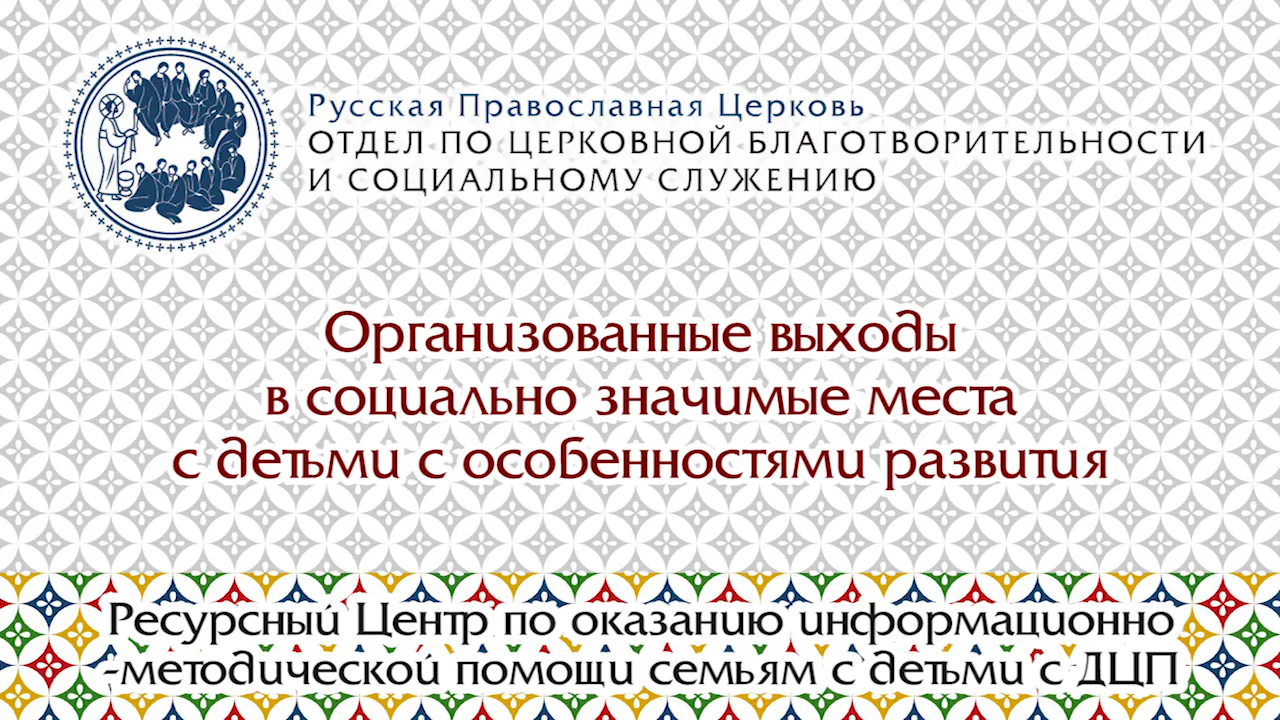 Русская Православная Церковь
ОТДЕЛ ПО ЦЕРКОВНОЙ БЛАГОТВОРИТЕЛЬНОСТИ
И СОЦИАЛЬНОМУ СЛУЖЕНИЮ
Организованные выходы
в социально значимые места
с детьми с особенностями развития
Ресурсный Центр по оказанию информационно
-методической помощи семьям с детьми с ДЦП